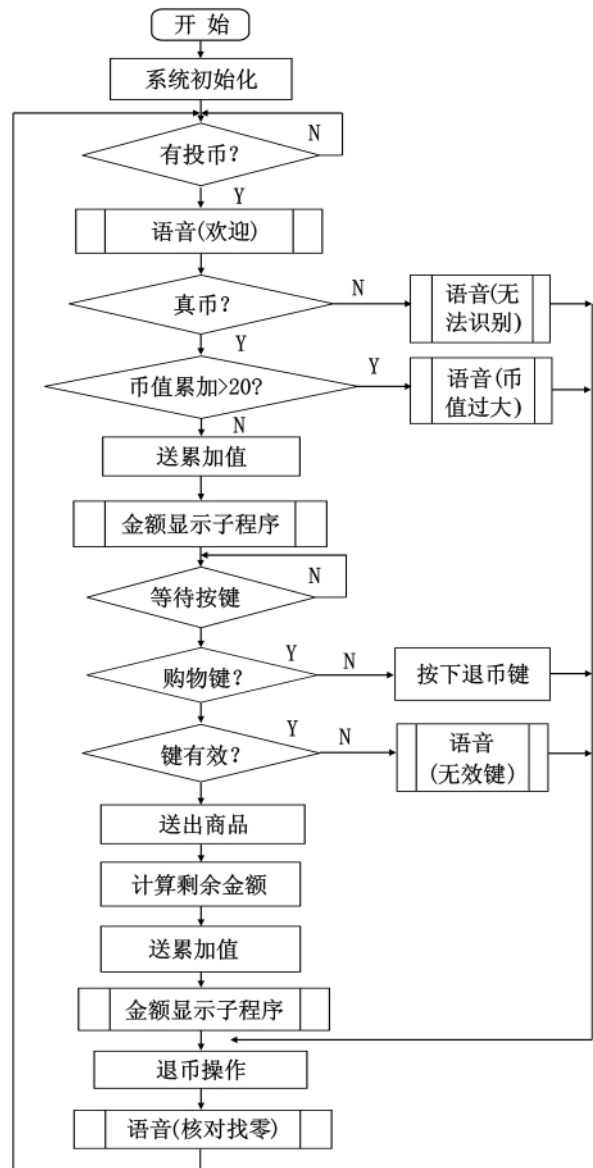 开 始
系统初始化
N
有投币?
Y
语音(欢迎)
真币?
N
语音(无
法识别)
Y
币值累加>20?
Y
语音(币
值过大)
N
送累加值
金额显示子程序
N
等待按键
Y
购物键?
N
按下退币键
Y
键有效?
N
语音
(无效键)
送出商品
计算剩余金额
送累加值
金额显示子程序
退币操作
语音(核对找零)